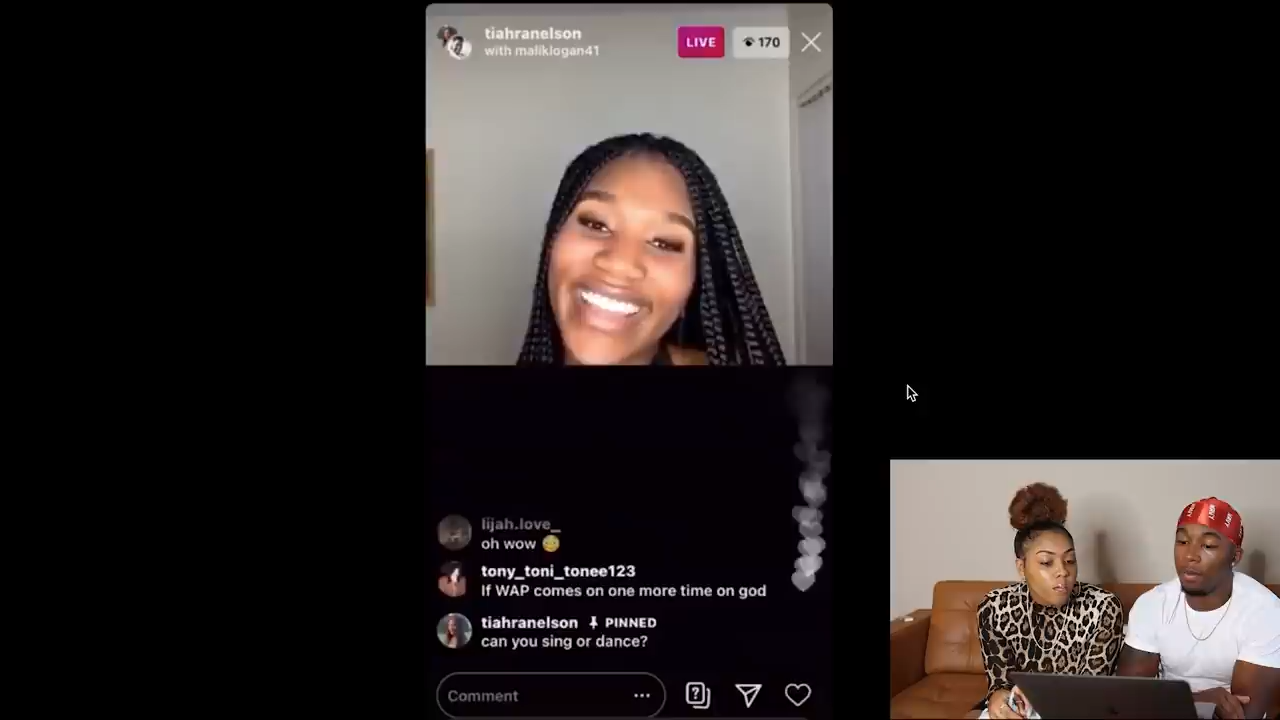 tiahranelson
with maliklogan41
LIVE
170
lijah.love_
oh wow
tony_toni_tonee123
If WAP comes on one more time on god
tiahranelson PINNED
can you sing or dance?
Comment